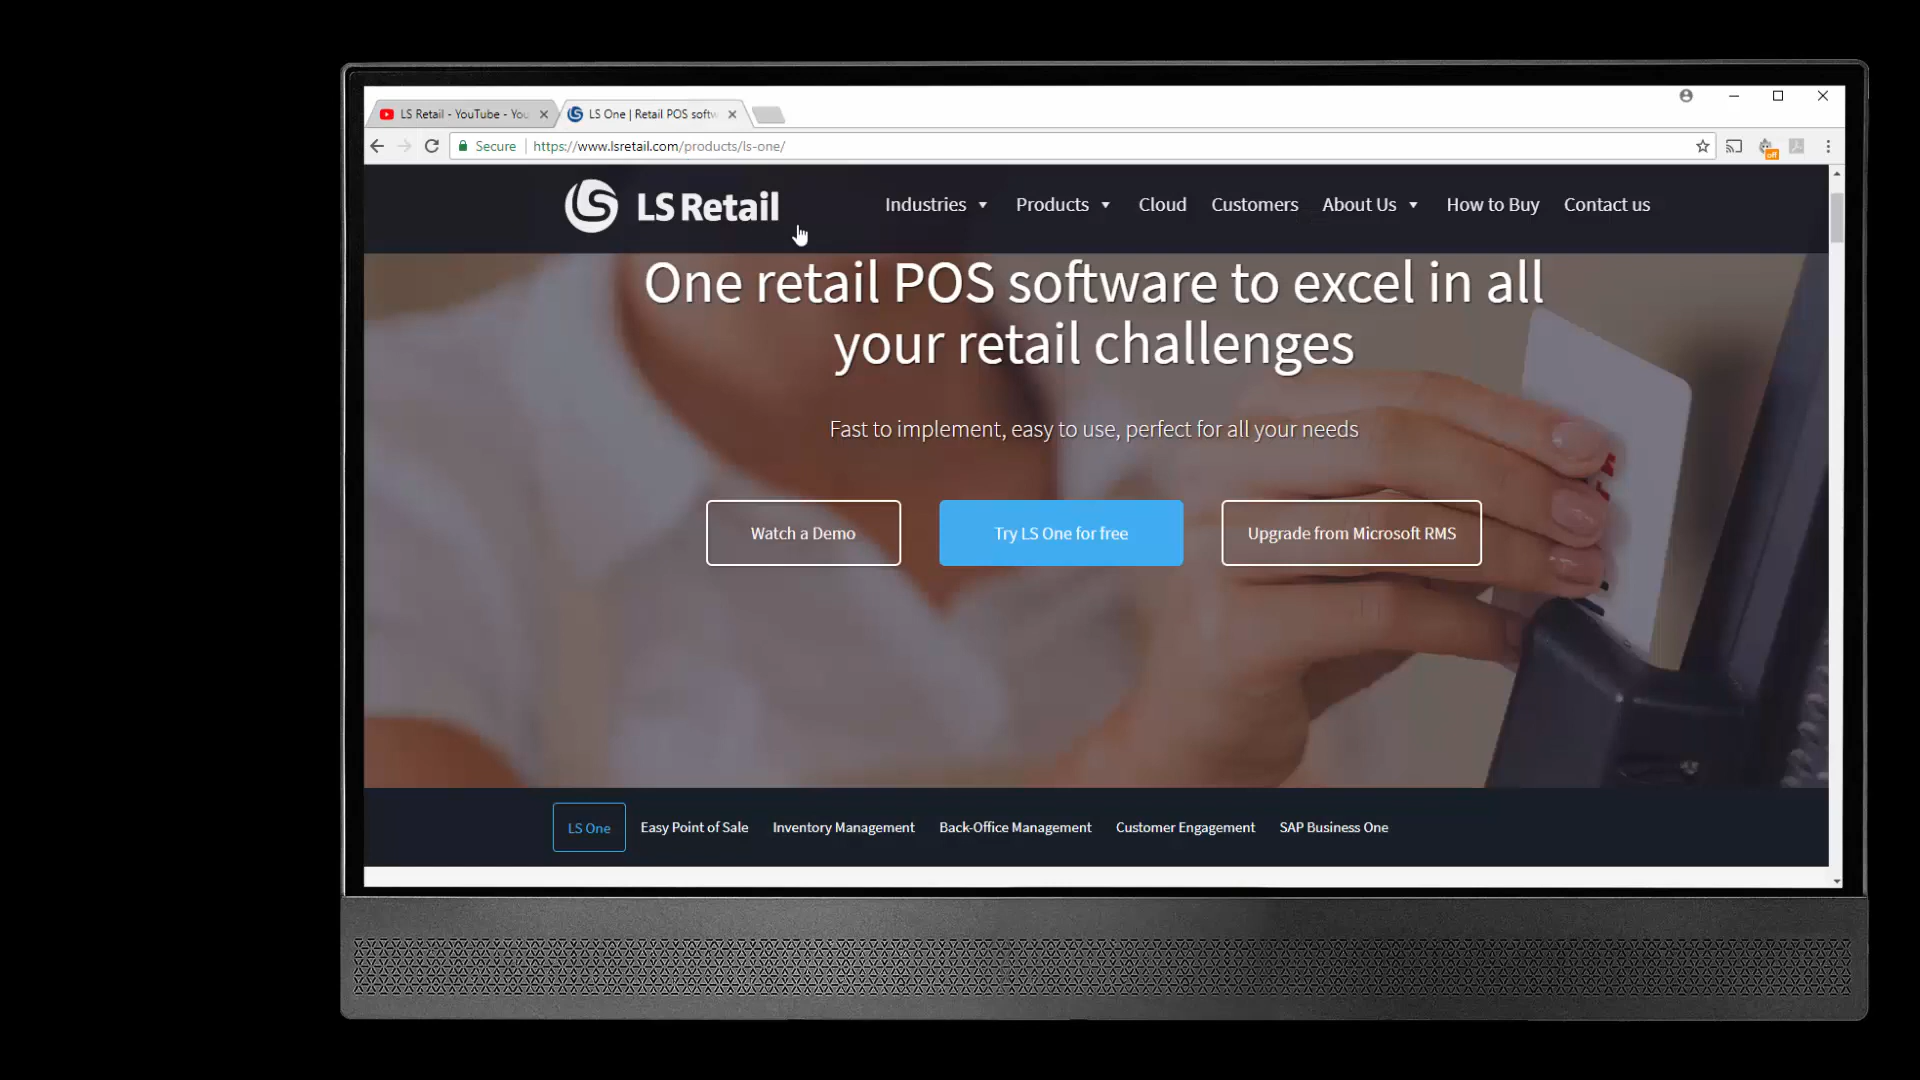 LS Retail - YouTube - You
LS One | Retail POS softw
Secure
https://www.lsretail.com/products/ls-one/
off
LS Retail
Industries
Products
Cloud
Customers
About Us
How to Buy
Contact us
One retail POS software to excel in all
your retail challenges
Fast to implement, easy to use, perfect for all your needs
Watch a Demo
Try LS One for free
Upgrade from Microsoft RMS
LS One
Easy Point of Sale
Inventory Management
Back-Office Management
Customer Engagement
SAP Business One